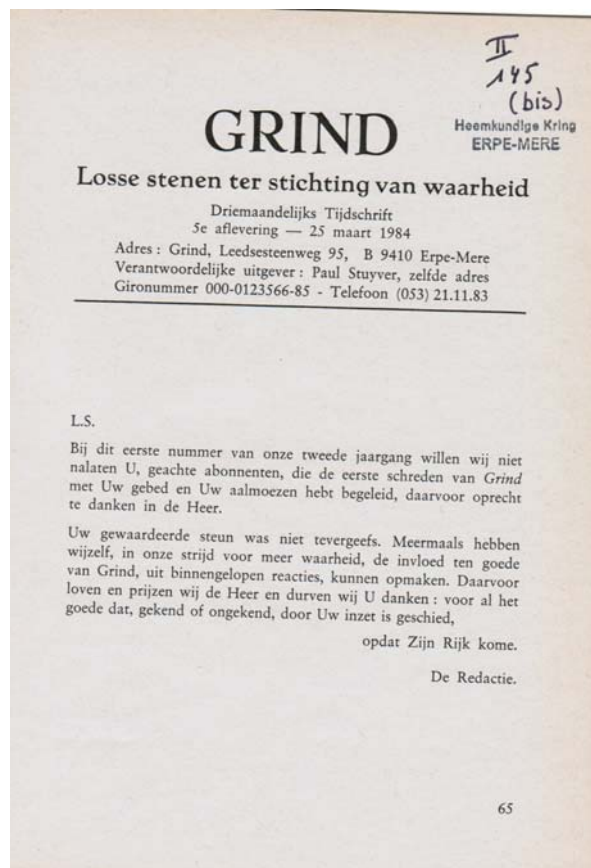 II
145
(bis)
Heemkundige Kring
ERPE-MERE
GRIND
Losse stenen ter stichting van waarheid
Driemaandelijks Tijdschrift
5e aflevering — 25 maart 1984
Adres : Grind, Leedsesteenweg 95, B 9410 Erpe-Mere
Verantwoordelijke uitgever : Paul Stuyver, zelfde adres
Gironummer 000-0123566-85 - Telefoon (053) 21.11.83
L.S.
Bij dit eerste nummer van onze tweede jaargang willen wij niet
nalaten U, geachte abonnenten, die de eerste schreden van Grind
met Uw gebed en Uw aalmoezen hebt begeleid, daarvoor oprecht
te danken in de Heer.
Uw gewaardeerde steun was niet tevergeefs. Meermaals hebben
wijzelf, in onze strijd voor meer waarheid, de invloed ten goede
van Grind, uit binnengelopen reacties, kunnen opmaken. Daarvoor
loven en prijzen wij de Heer en durven wij U danken : voor al het
goede dat, gekend of ongekend, door Uw inzet is geschied,
opdat Zijn Rijk kome.
De Redactie.
65